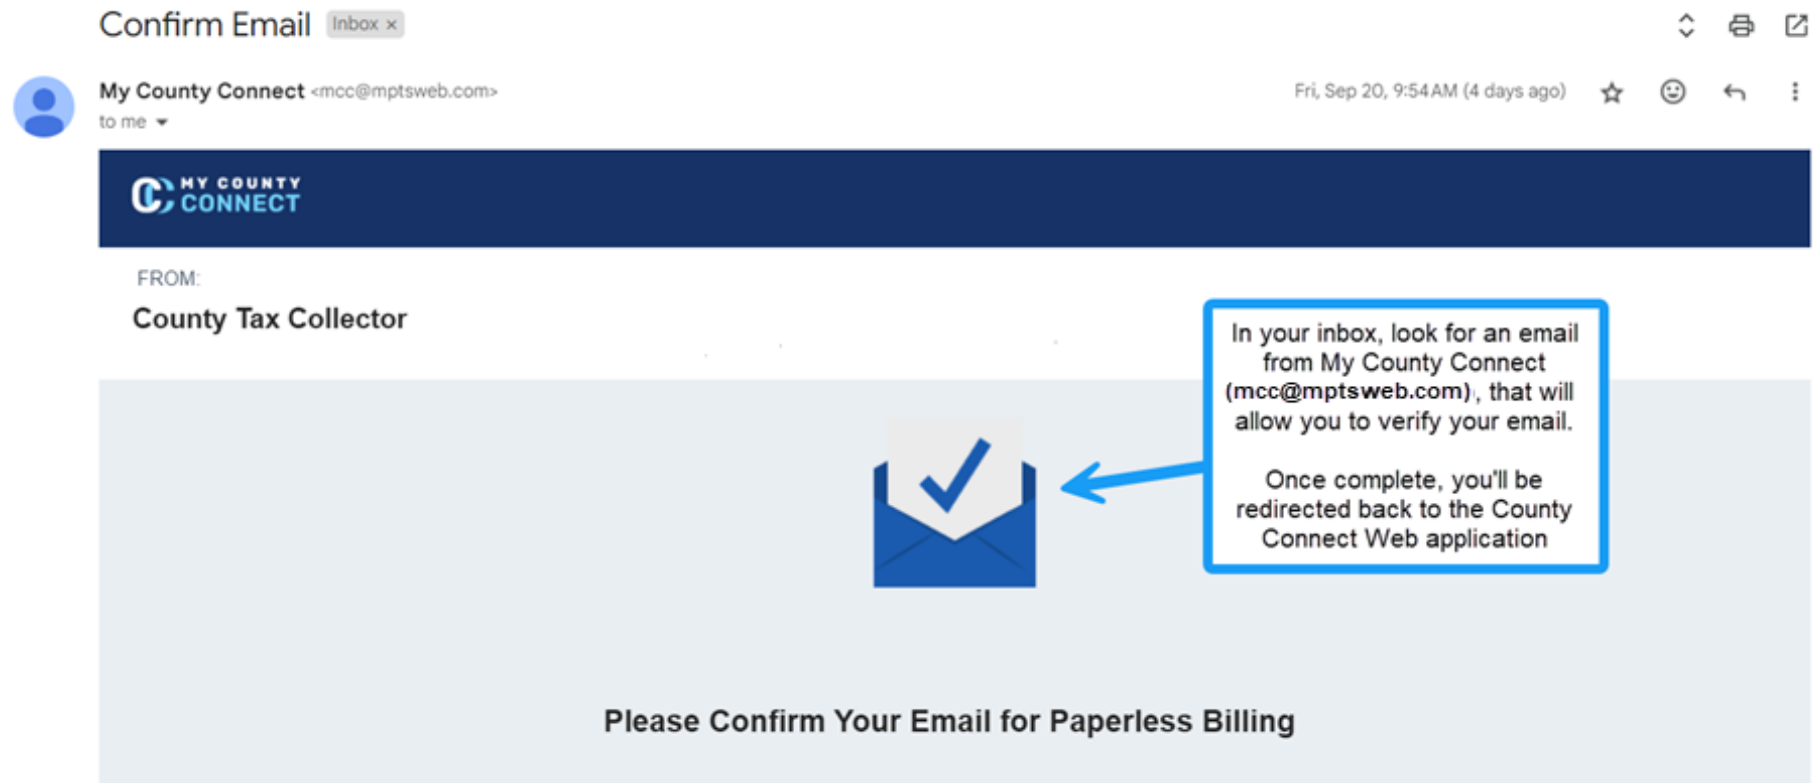 Confirm Email Inbox ×
My County Connect <mcc@mptsweb.com> Fri, Sep 20, 9:54 AM (4 days ago)
to me
MY COUNTY
CONNECT
FROM:
County Tax Collector
In your inbox, look for an email
from My County Connect
(mcc@mptsweb.com), that will
allow you to verify your email.
Once complete, you'll be
redirected back to the County
Connect Web application
Please Confirm Your Email for Paperless Billing